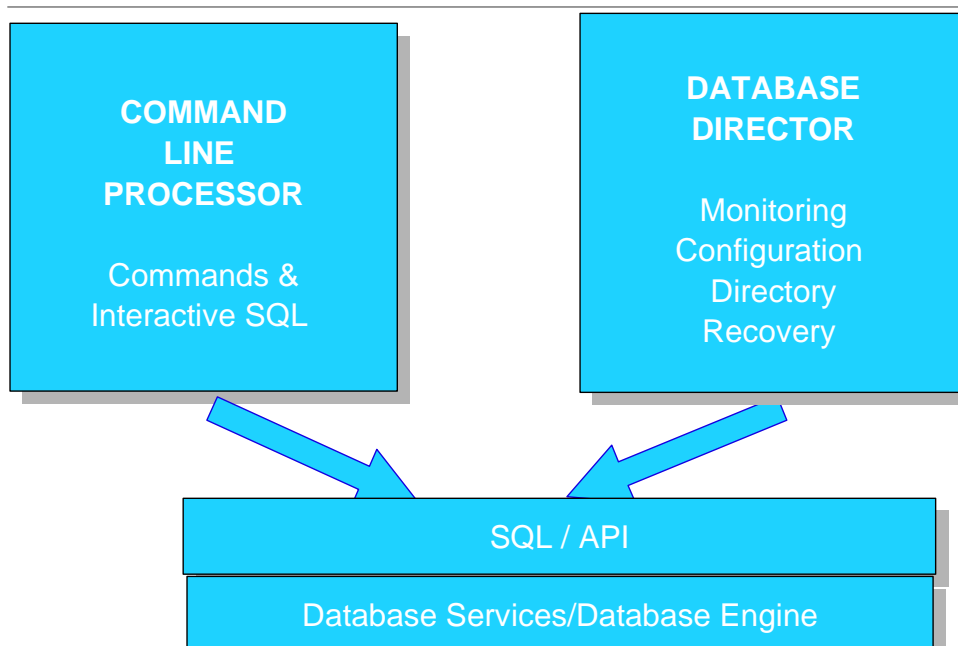 COMMAND
LINE
PROCESSOR
Commands &
Interactive SQL
DATABASE
DIRECTOR
Monitoring
Configuration
Directory
Recovery
SQL / API
Database Services/Database Engine